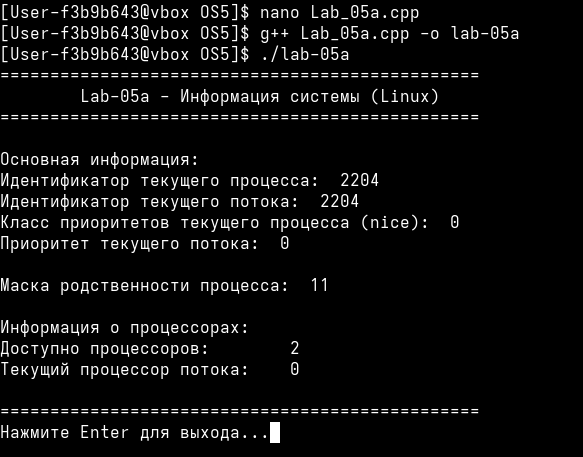 [User-f3b9b643@vbox OS5]$ nano Lab_05a.cpp
[User-f3b9b643@vbox OS5]$ g++ Lab_05a.cpp -o lab-05a
[User-f3b9b643@vbox OS5]$ ./lab-05a
================================================
Lab-05a - Информация системы (Linux)
================================================
Основная информация:
Идентификатор текущего процесса:  2204
Идентификатор текущего потока:  2204
Класс приоритетов текущего процесса (nice):  0
Приоритет текущего потока:  0
Маска родственности процесса:  11
Информация о процессорах:
Доступно процессоров:        2
Текущий процессор потока:    0
================================================
Нажмите Enter для выхода...